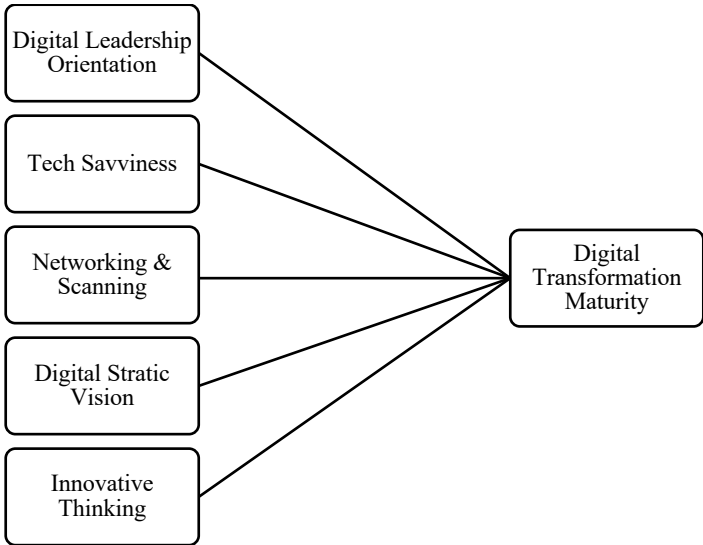 Digital Leadership
Orientation
Tech Savviness
Networking &
Scanning
Digital Stratic
Vision
Innovative
Thinking
Digital
Transformation
Maturity